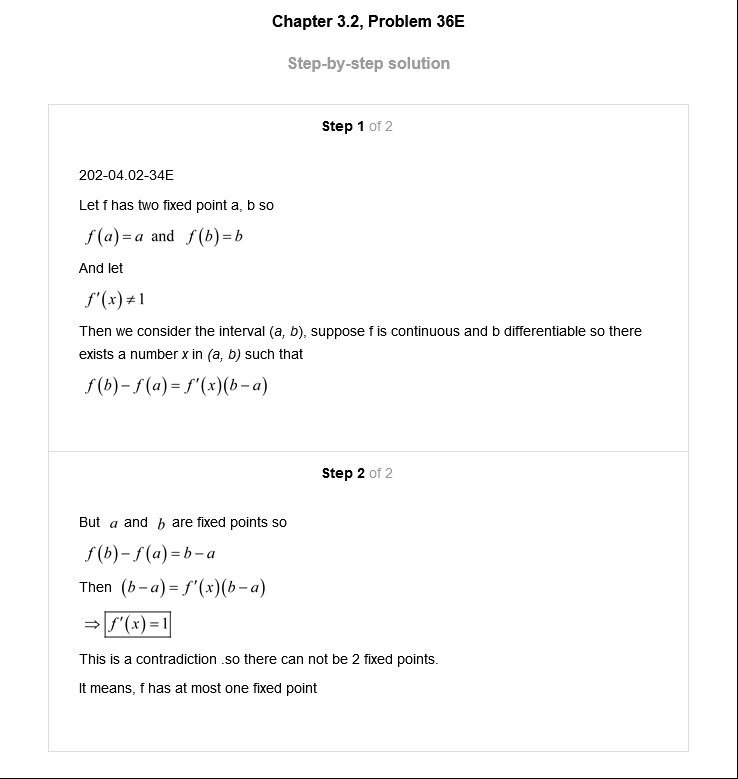 Chapter 3.2, Problem 36E
Step-by-step solution
Step 1 of 2
202-04.02-34E
Let f has two fixed point a, b so
f(a)=a and f(b)=b
And let
f'(x)≠1
Then we consider the interval (a, b), suppose f is continuous and b differentiable so there
exists a number x in (a, b) such that
f(b)−f(a)=f'(x)(b−a)
Step 2 of 2
But a and b are fixed points so
f(b)−f(a)=b−a
Then (b−a)=f'(x)(b−a)
⇒ f'(x)=1
This is a contradiction .so there can not be 2 fixed points.
It means, f has at most one fixed point